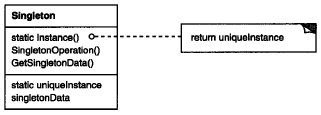 Singleton
static Instance()
SingletonOperation()
GetSingletonData()
return uniqueInstance
static uniqueInstance
singletonData